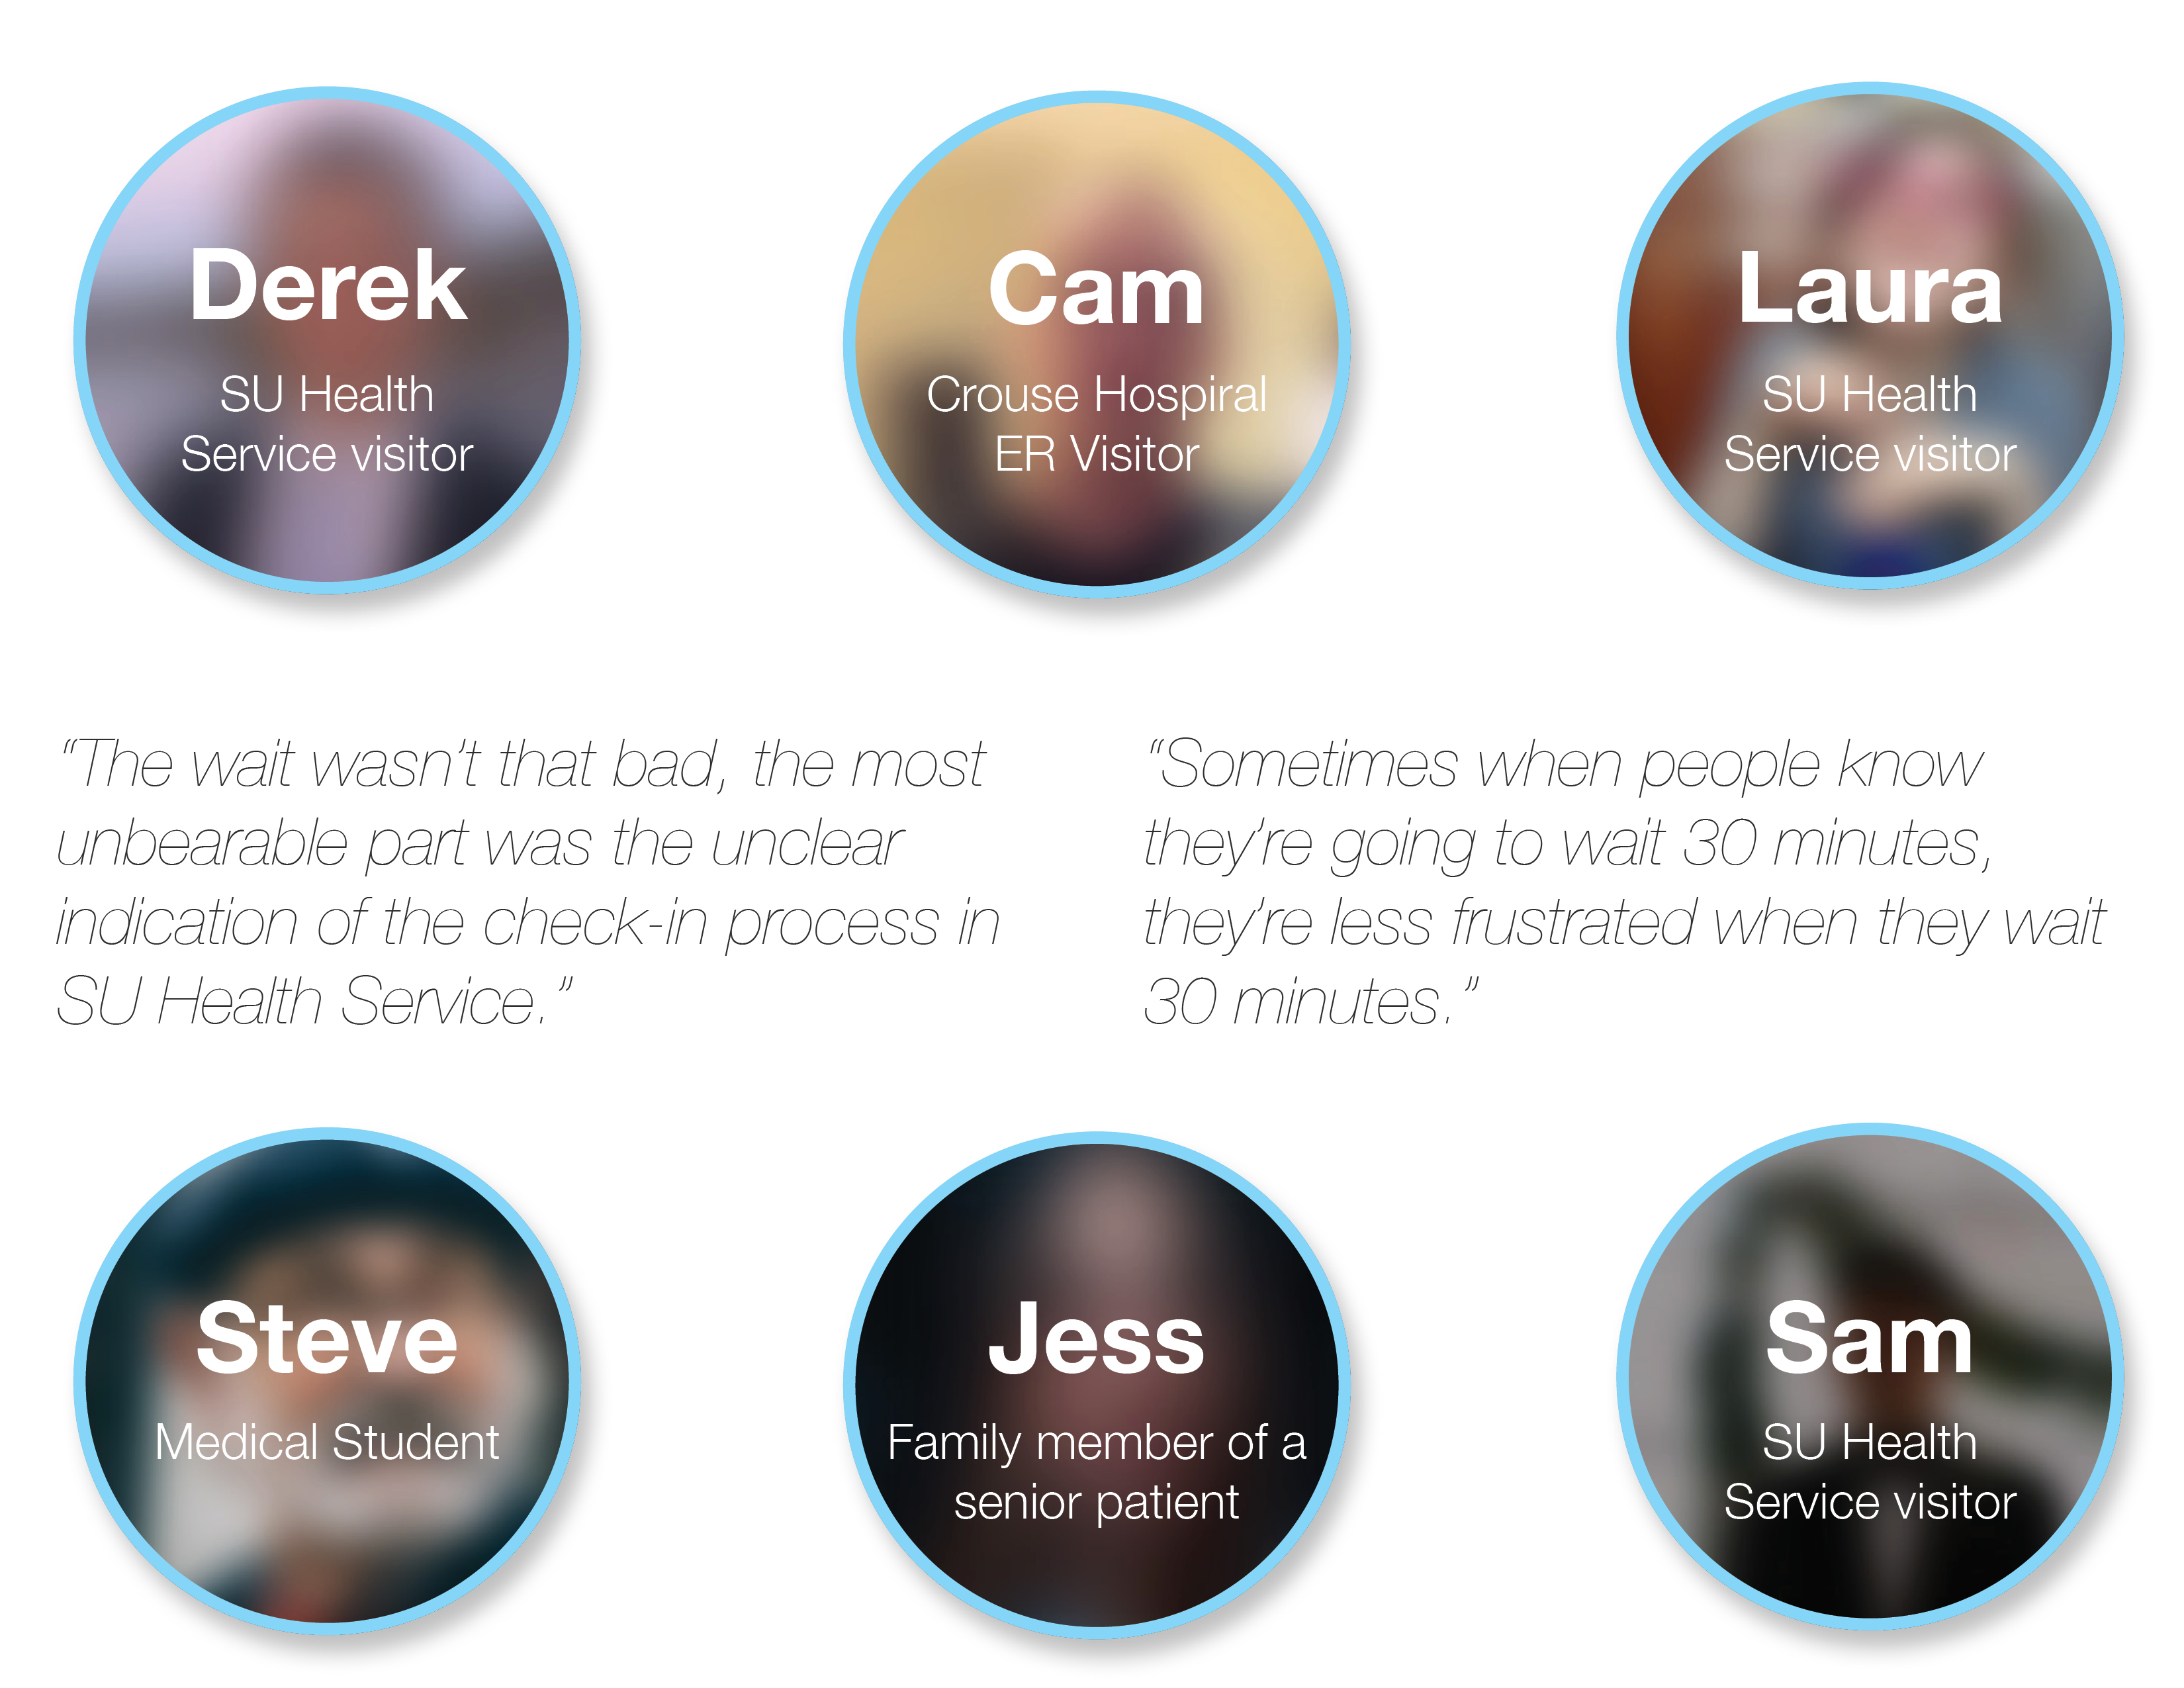 Derek
SU Health
Service visitor
Cam
Crouse Hospiral
ER Visitor
Laura
SU Health
Service visitor
“The wait wasn’t that bad, the most
unbearable part was the unclear
indication of the check-in process in
SU Health Service.”
“Sometimes when people know
they’re going to wait 30 minutes,
they’re less frustrated when they wait
30 minutes.”
Steve
Medical Student
Jess
Family member of a
senior patient
Sam
SU Health
Service visitor